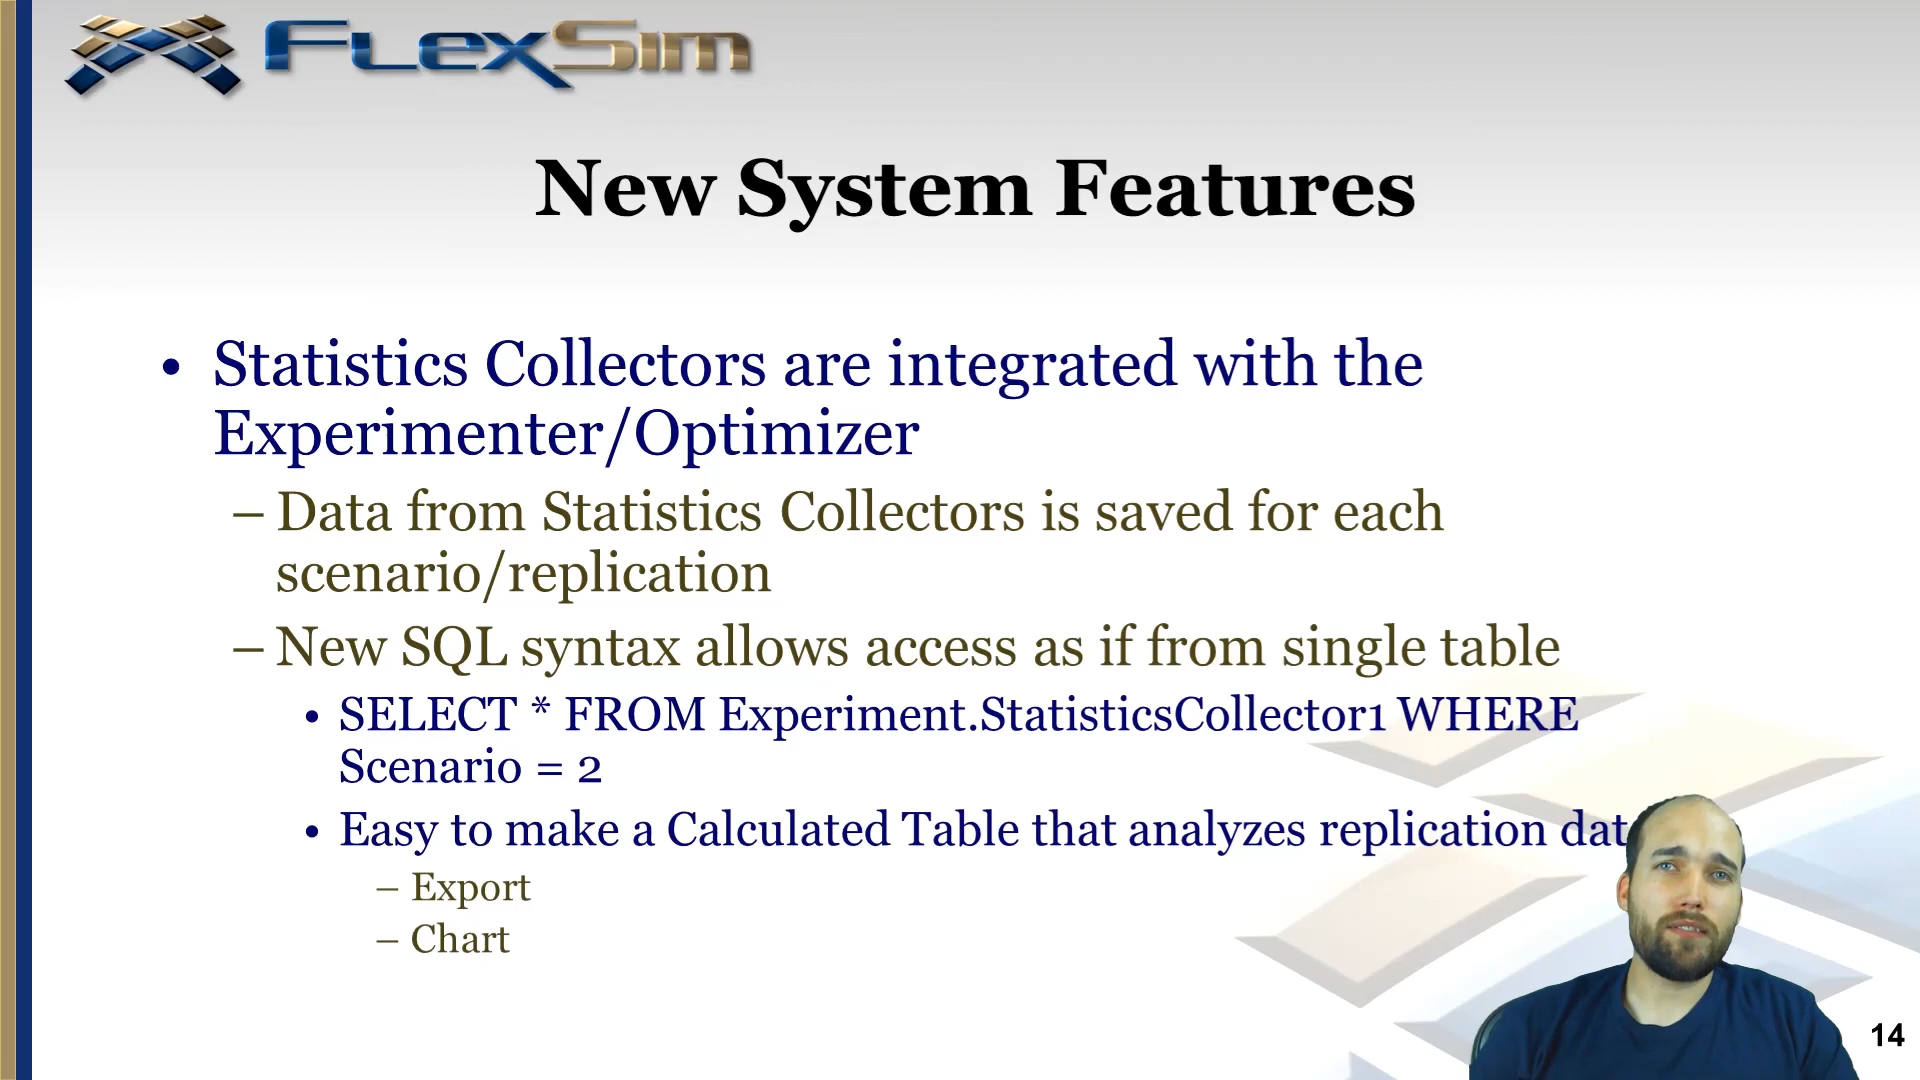 FlexSim
New System Features
• Statistics Collectors are integrated with the
Experimenter/Optimizer
– Data from Statistics Collectors is saved for each
scenario/replication
– New SQL syntax allows access as if from single table
• SELECT * FROM Experiment.StatisticsCollector1 WHERE
Scenario = 2
• Easy to make a Calculated Table that analyzes replication dat
– Export
– Chart
14